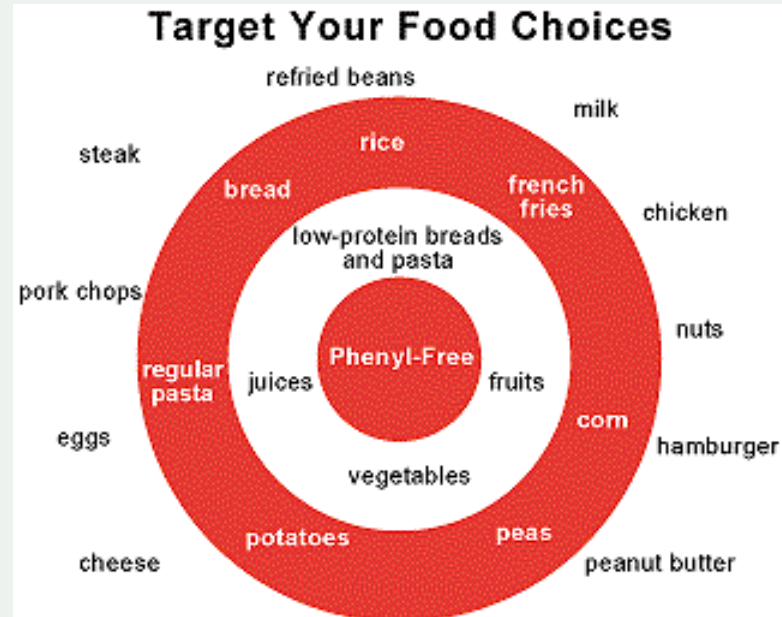 Target Your Food Choices
refried beans
milk
steak
rice
bread
french
fries
chicken
low-protein breads
and pasta
pork chops
nuts
Phenyl-Free
regular
pasta
juices
fruits
corn
eggs
hamburger
vegetables
potatoes
peas
cheese
peanut butter